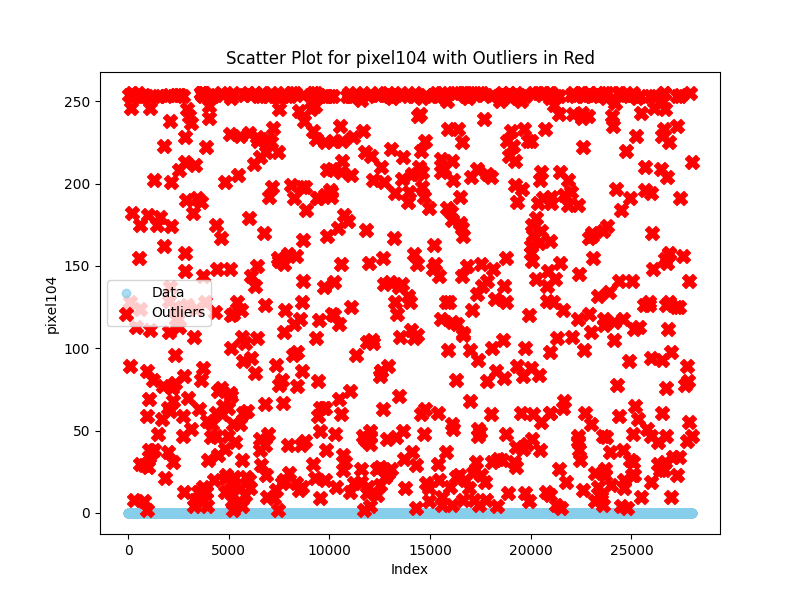 Scatter Plot for pixel104 with Outliers in Red
250
200
150
100
50
0
pixel104
Data
Outliers
0 5000 10000 15000 20000 25000
Index